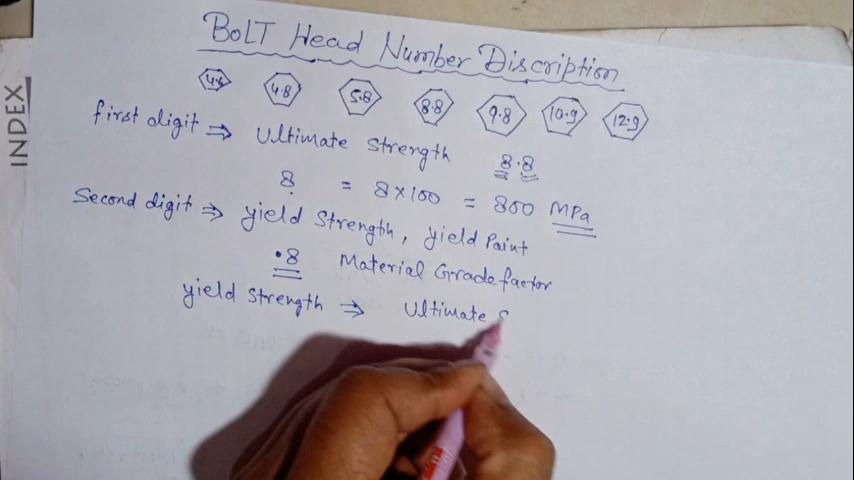 BoLT Head Number Discription
4.6 4.8 5.8 8.8 9.8 10.9 12.9
first digit ⇒ Ultimate Strength 8.8
8 = 8×100 = 800 MPa
Second digit ⇒ yield Strength, yield Paint
.8 Material Grade factor
yield Strength ⇒ Ultimate S
INDEX